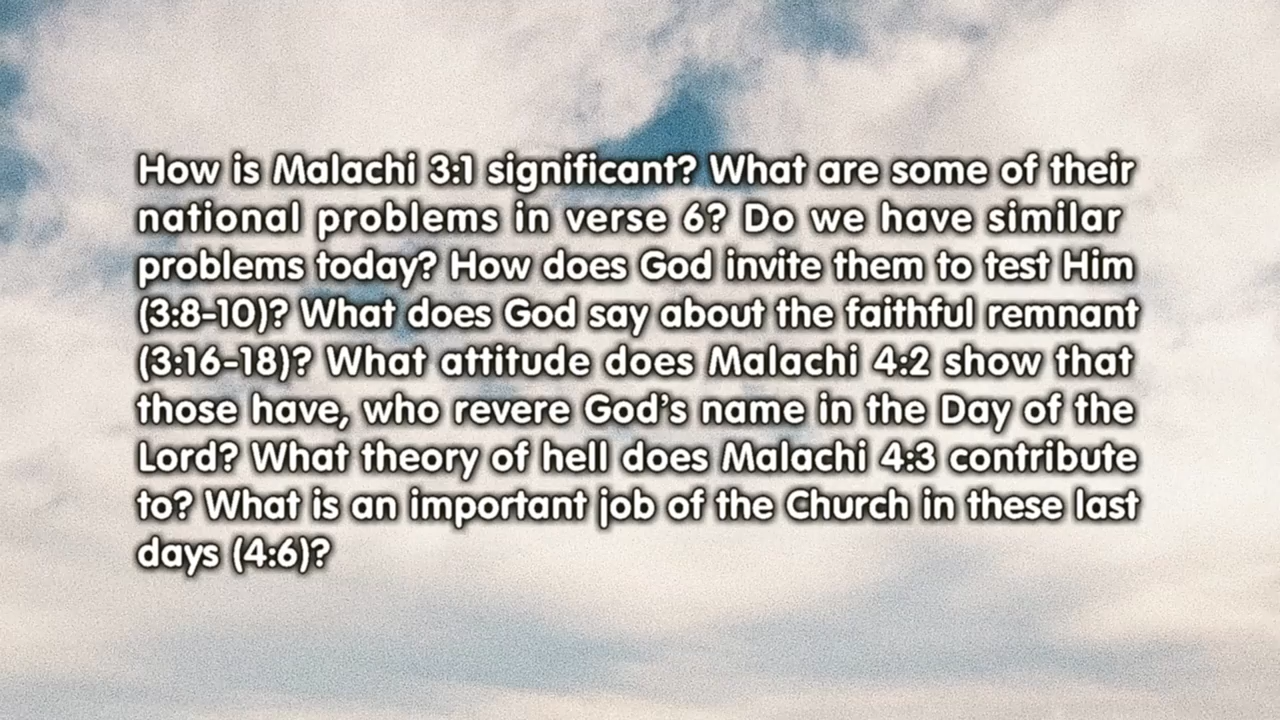 How is Malachi 3:1 significant? What are some of their
national problems in verse 6? Do we have similar
problems today? How does God invite them to test Him
(3:8-10)? What does God say about the faithful remnant
(3:16-18)? What attitude does Malachi 4:2 show that
those have, who revere God's name in the Day of the
Lord? What theory of hell does Malachi 4:3 contribute
to? What is an important job of the Church in these last
days (4:6)?